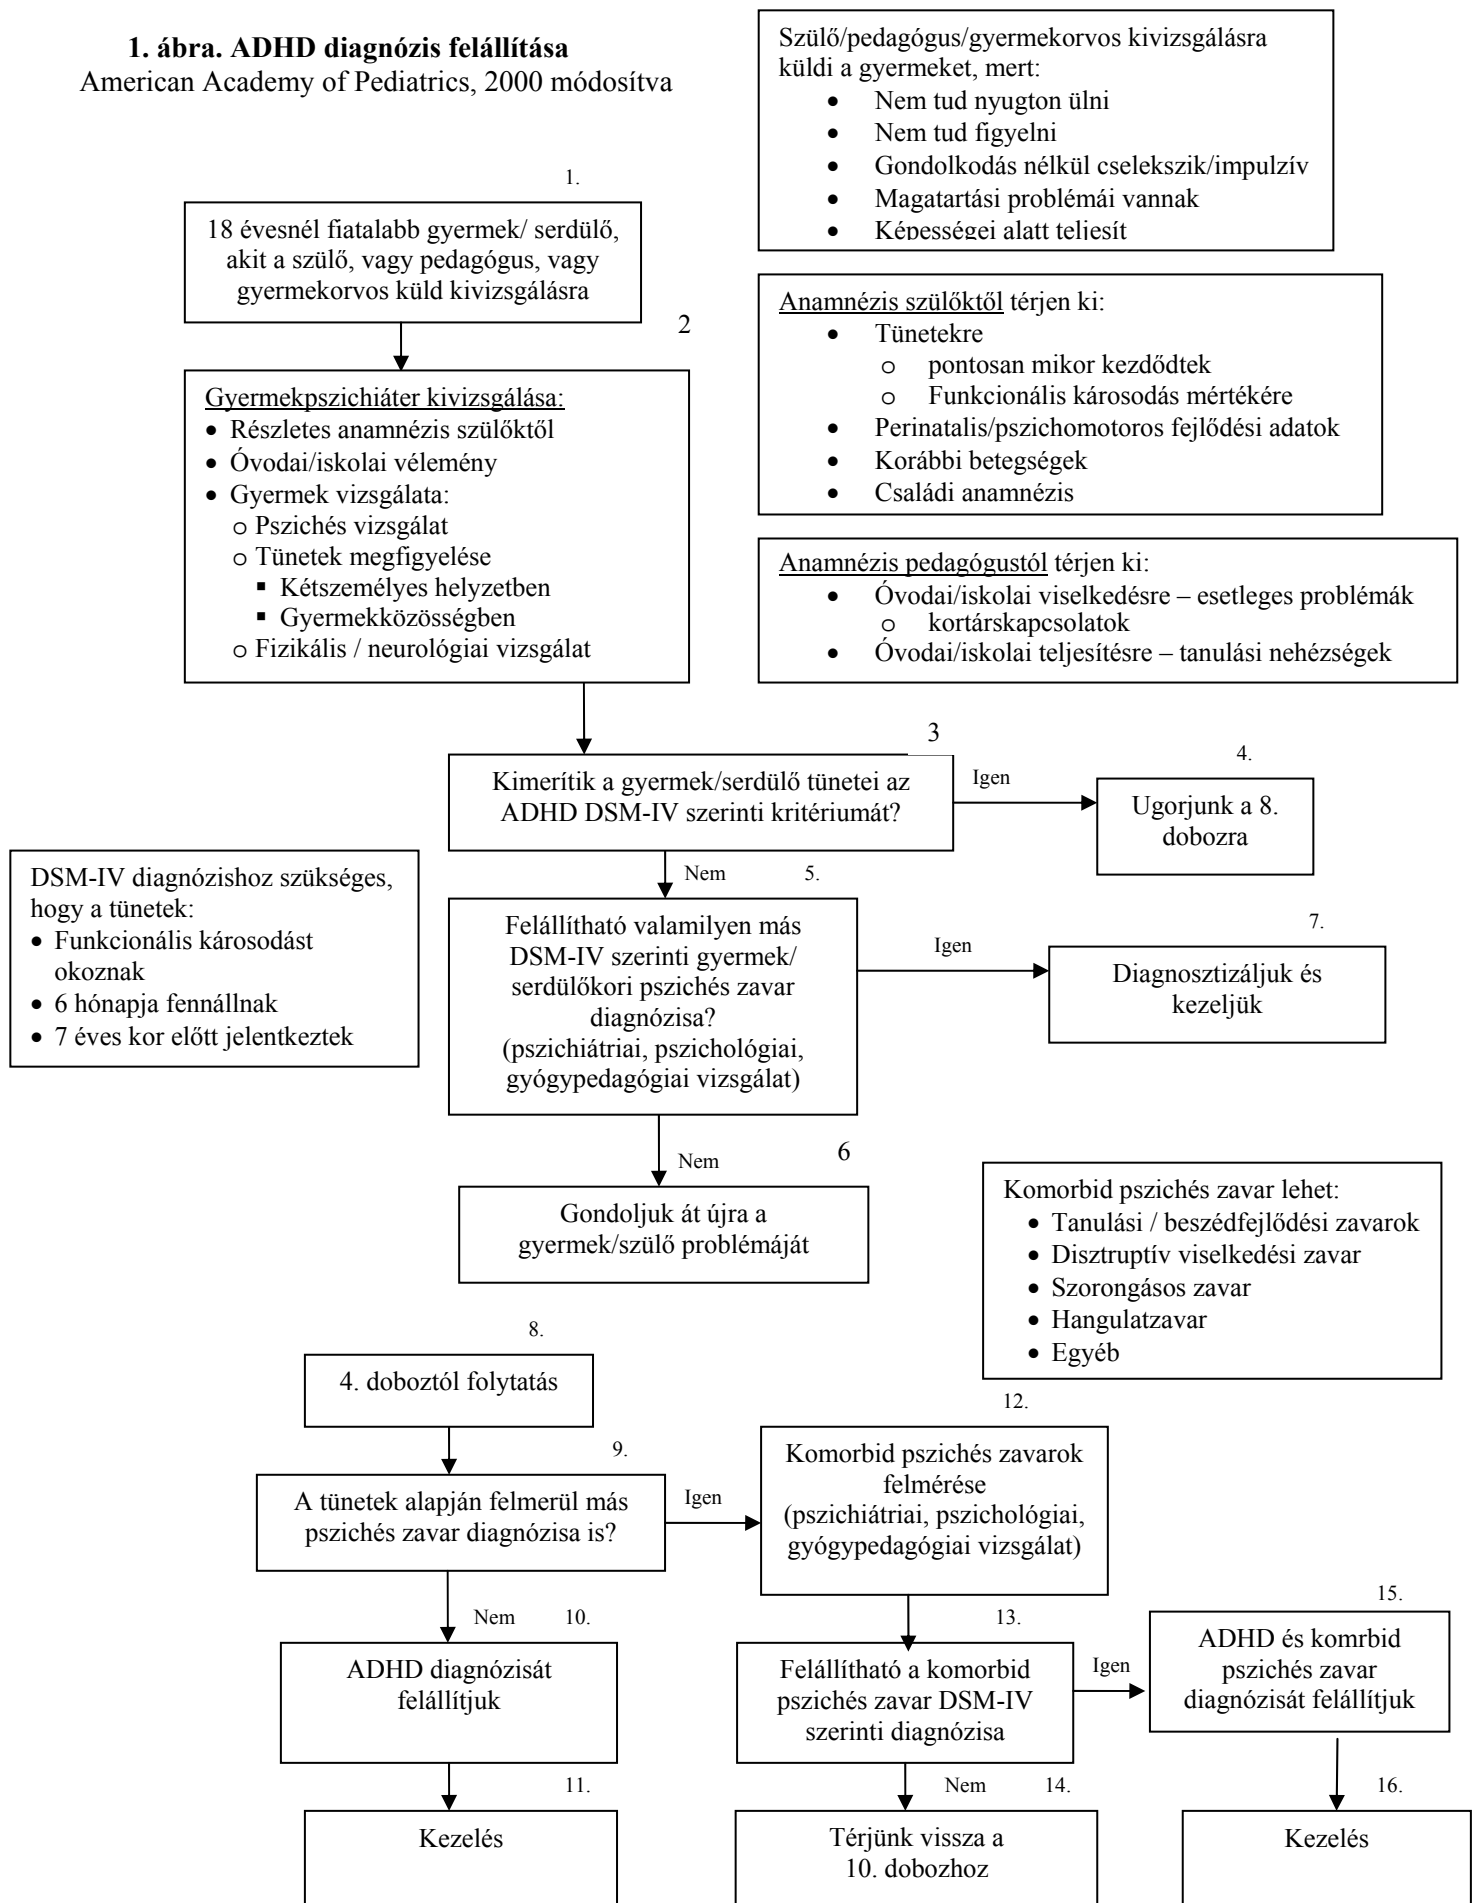 1. ábra. ADHD diagnózis felállítása
American Academy of Pediatrics, 2000 módosítva
Szülő/pedagógus/gyermekorvos kivizsgálásra
küldi a gyermeket, mert:
• Nem tud nyugton ülni
• Nem tud figyelni
• Gondolkodás nélkül cselekszik/impulzív
• Magatartási problémái vannak
• Képességei alatt teljesít
1.
18 évesnél fiatalabb gyermek/ serdülő,
akit a szülő, vagy pedagógus, vagy
gyermekorvos küld kivizsgálásra
Anamnézis szülőktől térjen ki:
• Tünetekre
o pontosan mikor kezdődtek
o Funkcionális károsodás mértékére
• Perinatalis/pszichomotoros fejlődési adatok
• Korábbi betegségek
• Családi anamnézis
2
Gyermekpszichiáter kivizsgálása:
• Részletes anamnézis szülőktől
• Óvodai/iskolai vélemény
• Gyermek vizsgálata:
o Pszichés vizsgálat
o Tünetek megfigyelése
▪ Kétszemélyes helyzetben
▪ Gyermekközösségben
o Fizikális / neurológiai vizsgálat
Anamnézis pedagógustól térjen ki:
• Óvodai/iskolai viselkedésre – esetleges problémák
o kortárskapcsolatok
• Óvodai/iskolai teljesítésre – tanulási nehézségek
3
Kimerítik a gyermek/serdülő tünetei az
ADHD DSM-IV szerinti kritériumát?
Igen
4.
Ugorjunk a 8.
dobozra
DSM-IV diagnózishoz szükséges,
hogy a tünetek:
• Funkcionális károsodást
okoznak
• 6 hónapja fennállnak
• 7 éves kor előtt jelentkeztek
Nem
5.
Felállítható valamilyen más
DSM-IV szerinti gyermek/
serdülőkori pszichés zavar
diagnózisa?
(pszichiátriai, pszichológiai,
gyógypedagógiai vizsgálat)
Igen
7.
Diagnosztizáljuk és
kezeljük
Nem
6
Gondoljuk át újra a
gyermek/szülő problémáját
Komorbid pszichés zavar lehet:
• Tanulási / beszédfejlődési zavarok
• Disztruptív viselkedési zavar
• Szorongásos zavar
• Hangulatzavar
• Egyéb
8.
4. doboztól folytatás
9.
A tünetek alapján felmerül más
pszichés zavar diagnózisa is?
Igen
12.
Komorbid pszichés zavarok
felmérése
(pszichiátriai, pszichológiai,
gyógypedagógiai vizsgálat)
Nem
10.
ADHD diagnózisát
felállítjuk
13.
Felállítható a komorbid
pszichés zavar DSM-IV
szerinti diagnózisa
Igen
15.
ADHD és komrbid
pszichés zavar
diagnózisát felállítjuk
11.
Kezelés
Nem
14.
Térjünk vissza a
10. dobozhoz
16.
Kezelés